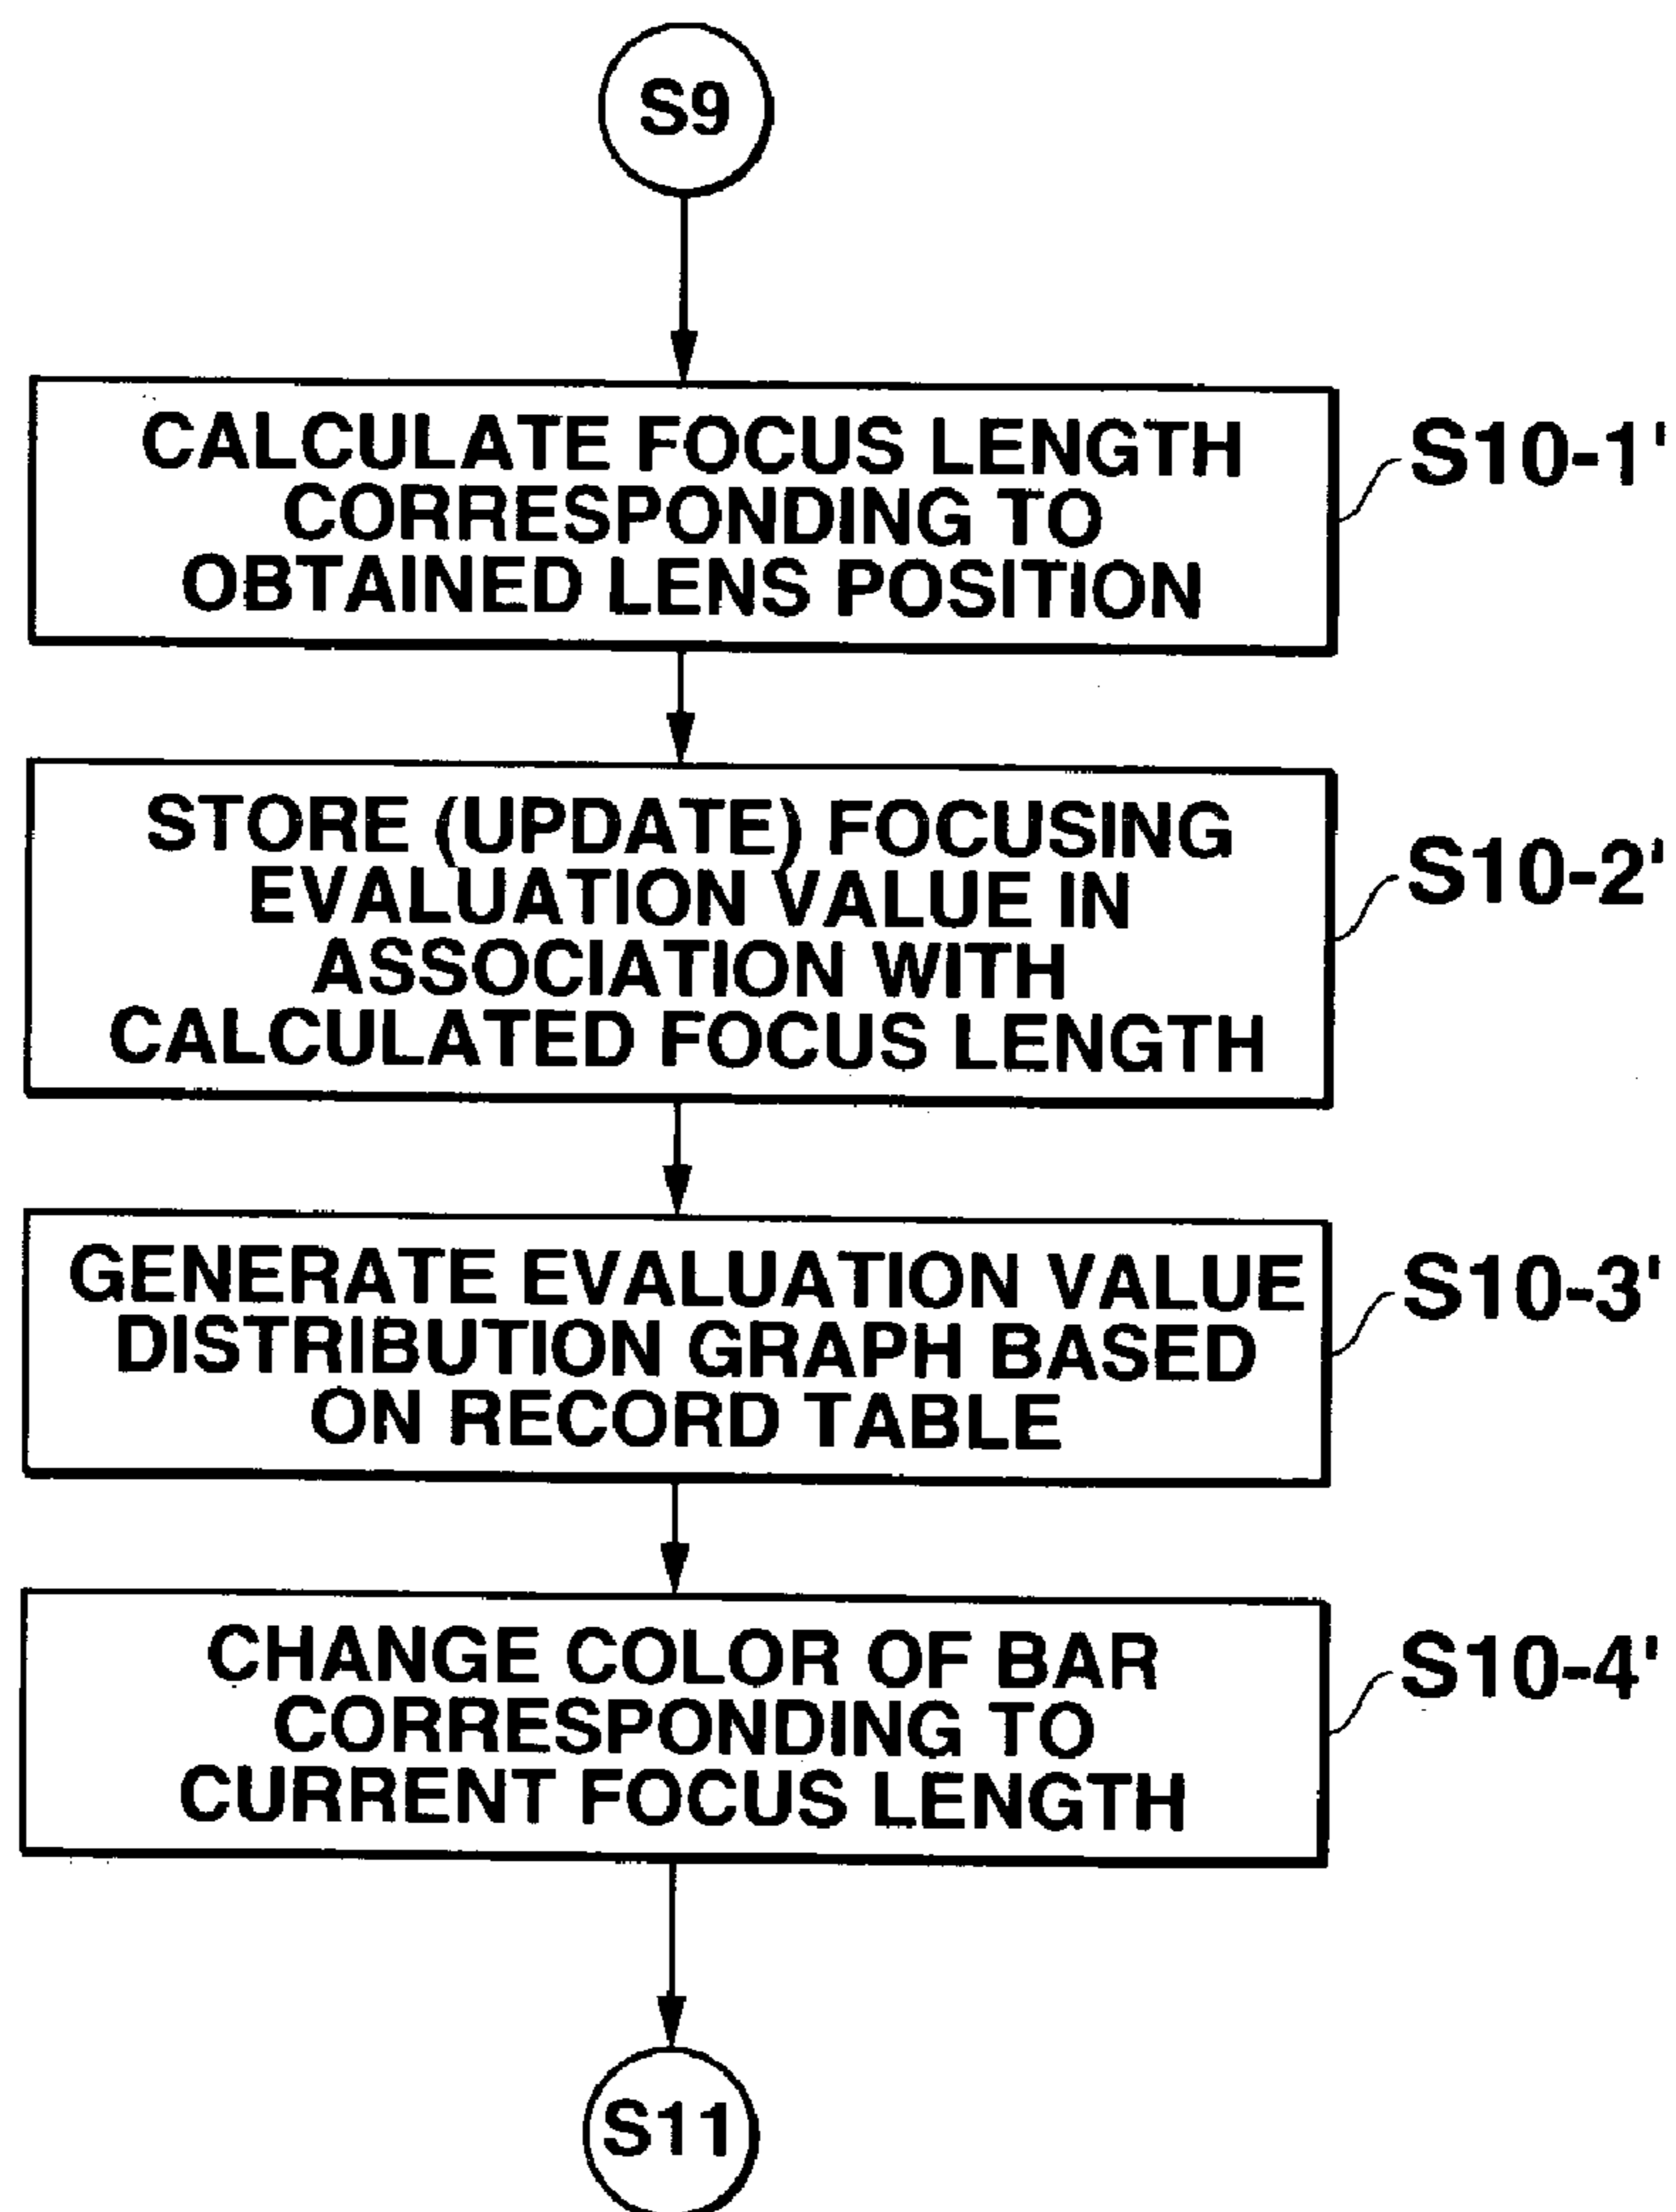 S9
CALCULATE FOCUS LENGTH
CORRESPONDING TO
OBTAINED LENS POSITION
S10-1'
STORE (UPDATE) FOCUSING
EVALUATION VALUE IN
ASSOCIATION WITH
CALCULATED FOCUS LENGTH
S10-2'
GENERATE EVALUATION VALUE
DISTRIBUTION GRAPH BASED
ON RECORD TABLE
S10-3'
CHANGE COLOR OF BAR
CORRESPONDING TO
CURRENT FOCUS LENGTH
S10-4'
S11